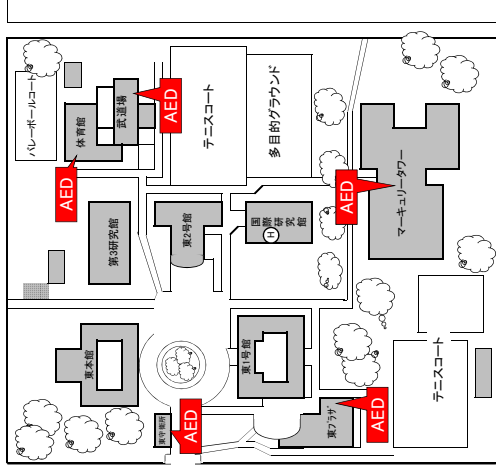 バレーボールコート
体育館
武道場
AED
AED
テニスコート
多目的グラウンド
AED
マーキュリータワー
第3研究館
東2号館
国際研究館
H
東本館
東1号館
東守衛所
AED
東プラザ
AED
テニスコート